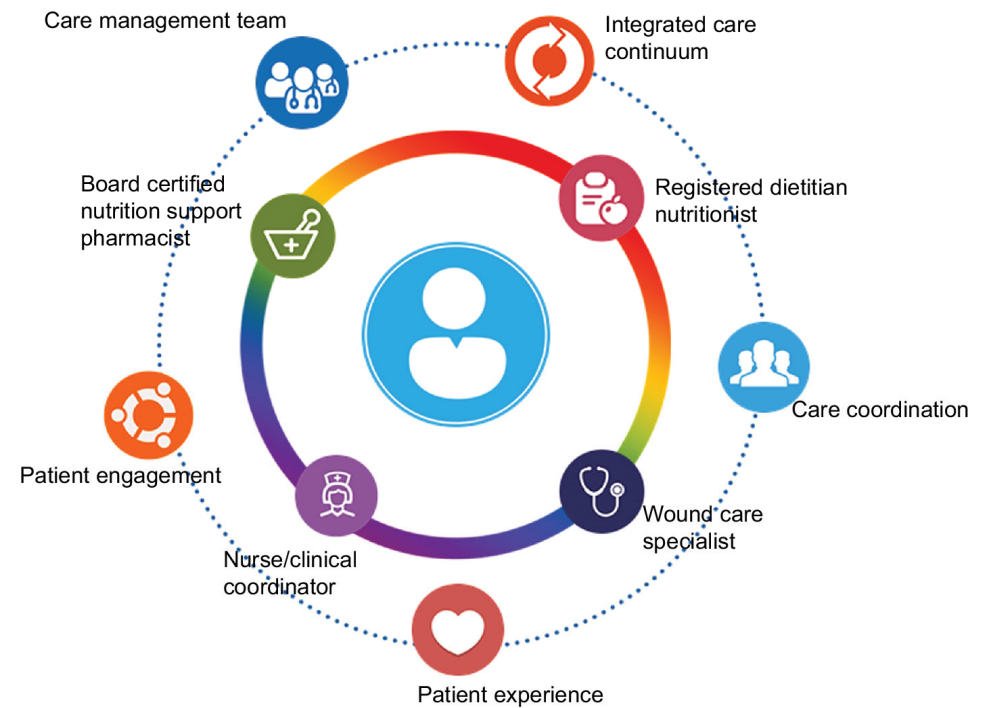 Care management team
Integrated care
continuum
Board certified
nutrition support
pharmacist
Registered dietitian
nutritionist
Care coordination
Patient engagement
Wound care
specialist
Nurse/clinical
coordinator
Patient experience